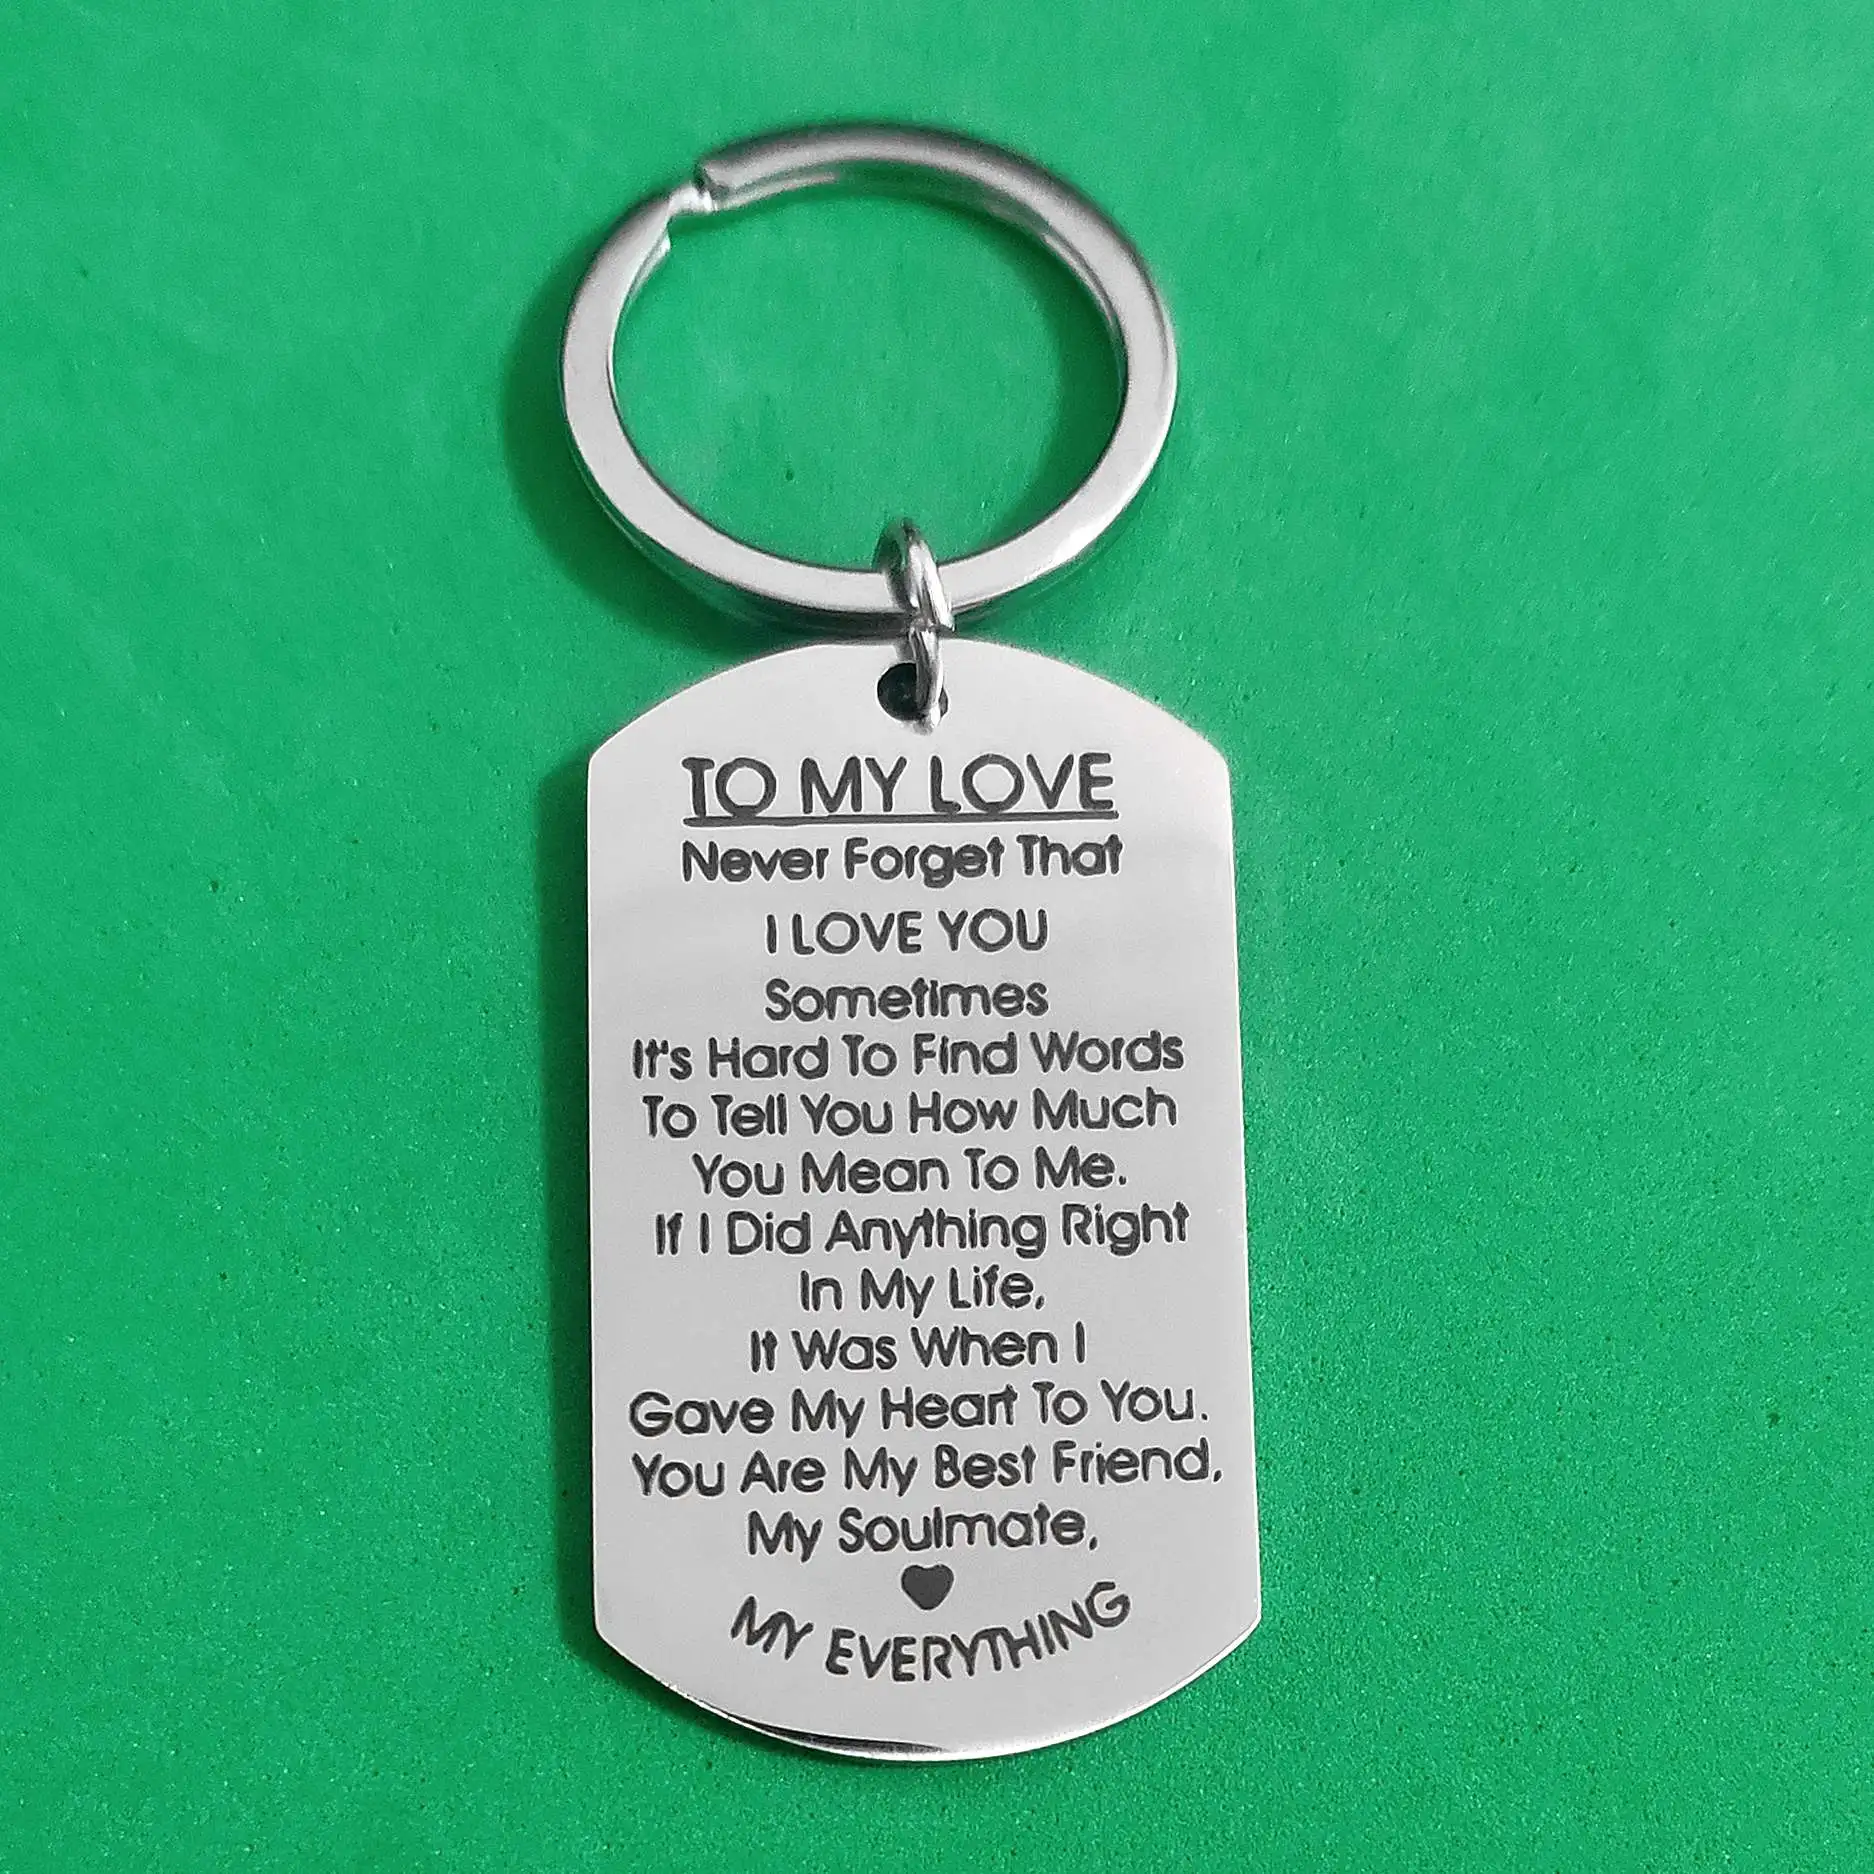 TO MY LOVE
Never Forget That
I LOVE YOU
Sometimes
It's Hard To Find Words
To Tell You How Much
You Mean To Me.
If I Did Anything Right
In My Life,
It Was When I
Gave My Heart To You.
You Are My Best Friend,
My Soulmate,
MY EVERYTHING